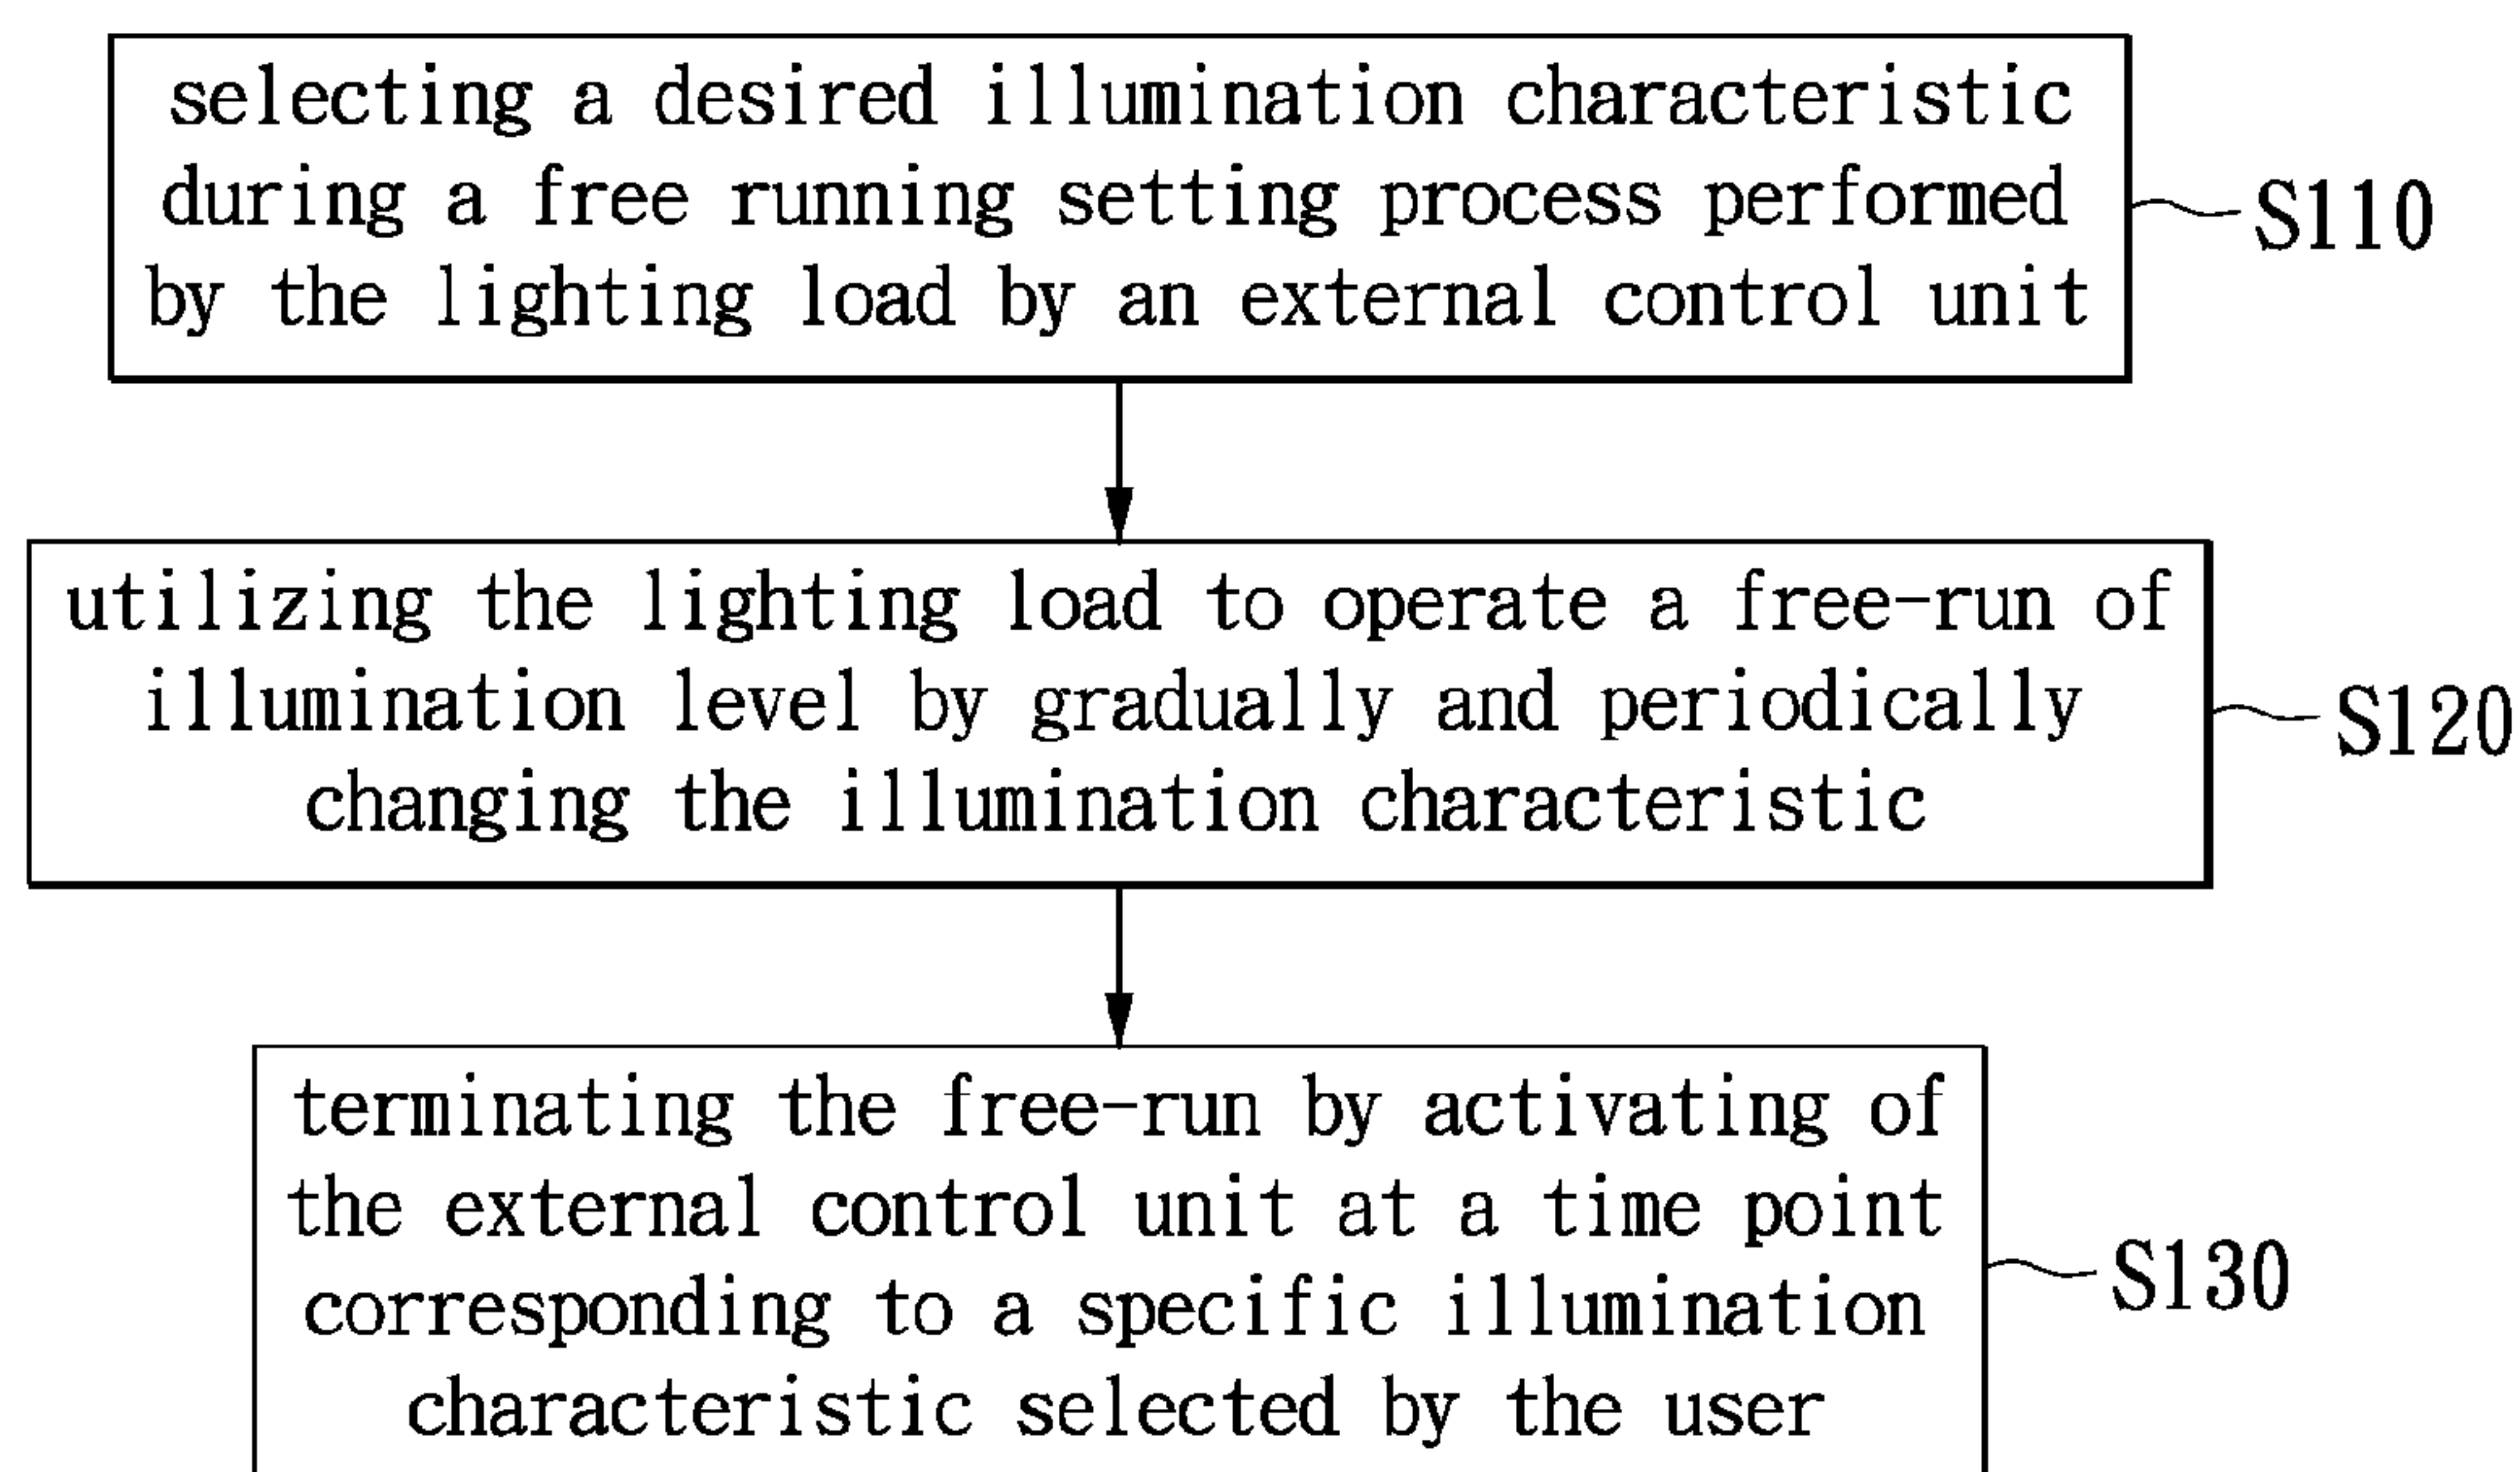 selecting a desired illumination characteristic
during a free running setting process performed
by the lighting load by an external control unit
S110
utilizing the lighting load to operate a free-run of
illumination level by gradually and periodically
changing the illumination characteristic
S120
terminating the free-run by activating of
the external control unit at a time point
corresponding to a specific illumination
characteristic selected by the user
S130